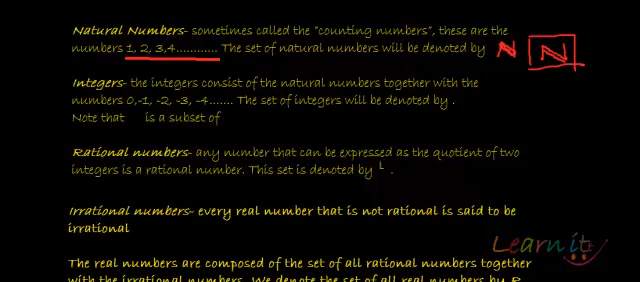 Natural Numbers- sometimes called the "counting numbers", these are the
numbers 1, 2, 3,4............ The set of natural numbers will be denoted by N N
Integers- the integers consist of the natural numbers together with the
numbers 0,-1, -2, -3, -4....... The set of integers will be denoted by .
Note that is a subset of
Rational numbers- any number that can be expressed as the quotient of two
integers is a rational number. This set is denoted by .
Irrational numbers- every real number that is not rational is said to be
irrational
Learnit
The real numbers are composed of the set of all rational numbers together
with the irrational numbers. We denote the set of all real numbers by R